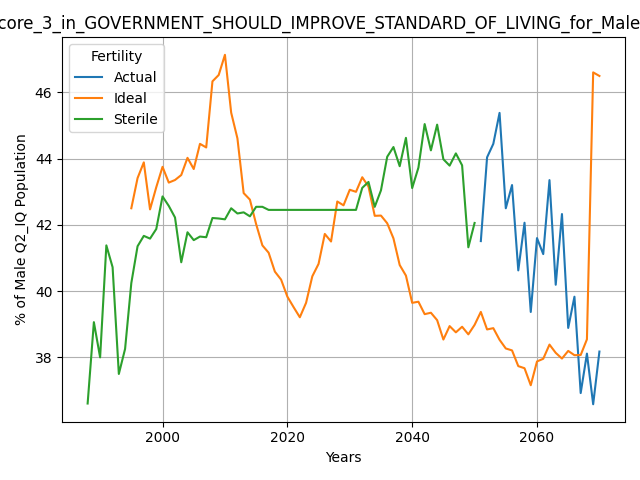 core_3_in_GOVERNMENT_SHOULD_IMPROVE_STANDARD_OF_LIVING_for_Male
Fertility
Actual
Ideal
Sterile
% of Male Q2_IQ Population
46
44
42
40
38
2000
2020
2040
2060
Years